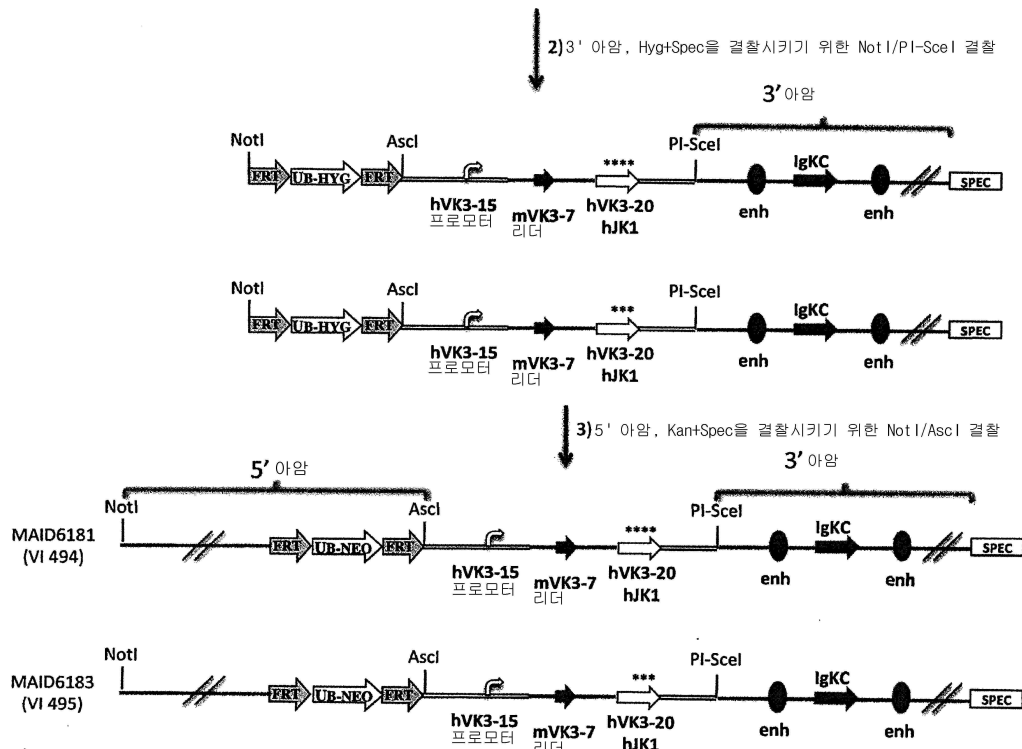 2)3' 아암, Hyg+Spec을 결찰시키기 위한 NotI/PI-SceI 결찰
3' 아암
NotI AscI PI-SceI
**** IgKC
FRT UB-HYG FRT SPEC
hVK3-15 mVK3-7 hVK3-20 enh enh
프로모터 리더 hJK1
NotI AscI PI-SceI
*** IgKC
FRT UB-HYG FRT SPEC
hVK3-15 mVK3-7 hVK3-20 enh enh
프로모터 리더 hJK1
3)5' 아암, Kan+Spec을 결찰시키기 위한 NotI/AscI 결찰
5' 아암 3' 아암
NotI AscI PI-SceI
MAID6181 **** IgKC
(VI 494) FRT UB-NEO FRT SPEC
hVK3-15 mVK3-7 hVK3-20 enh enh
프로모터 리더 hJK1
NotI AscI PI-SceI
MAID6183 *** IgKC
(VI 495) FRT UB-NEO FRT SPEC
hVK3-15 mVK3-7 hVK3-20 enh enh
프로모터 리더 hJK1